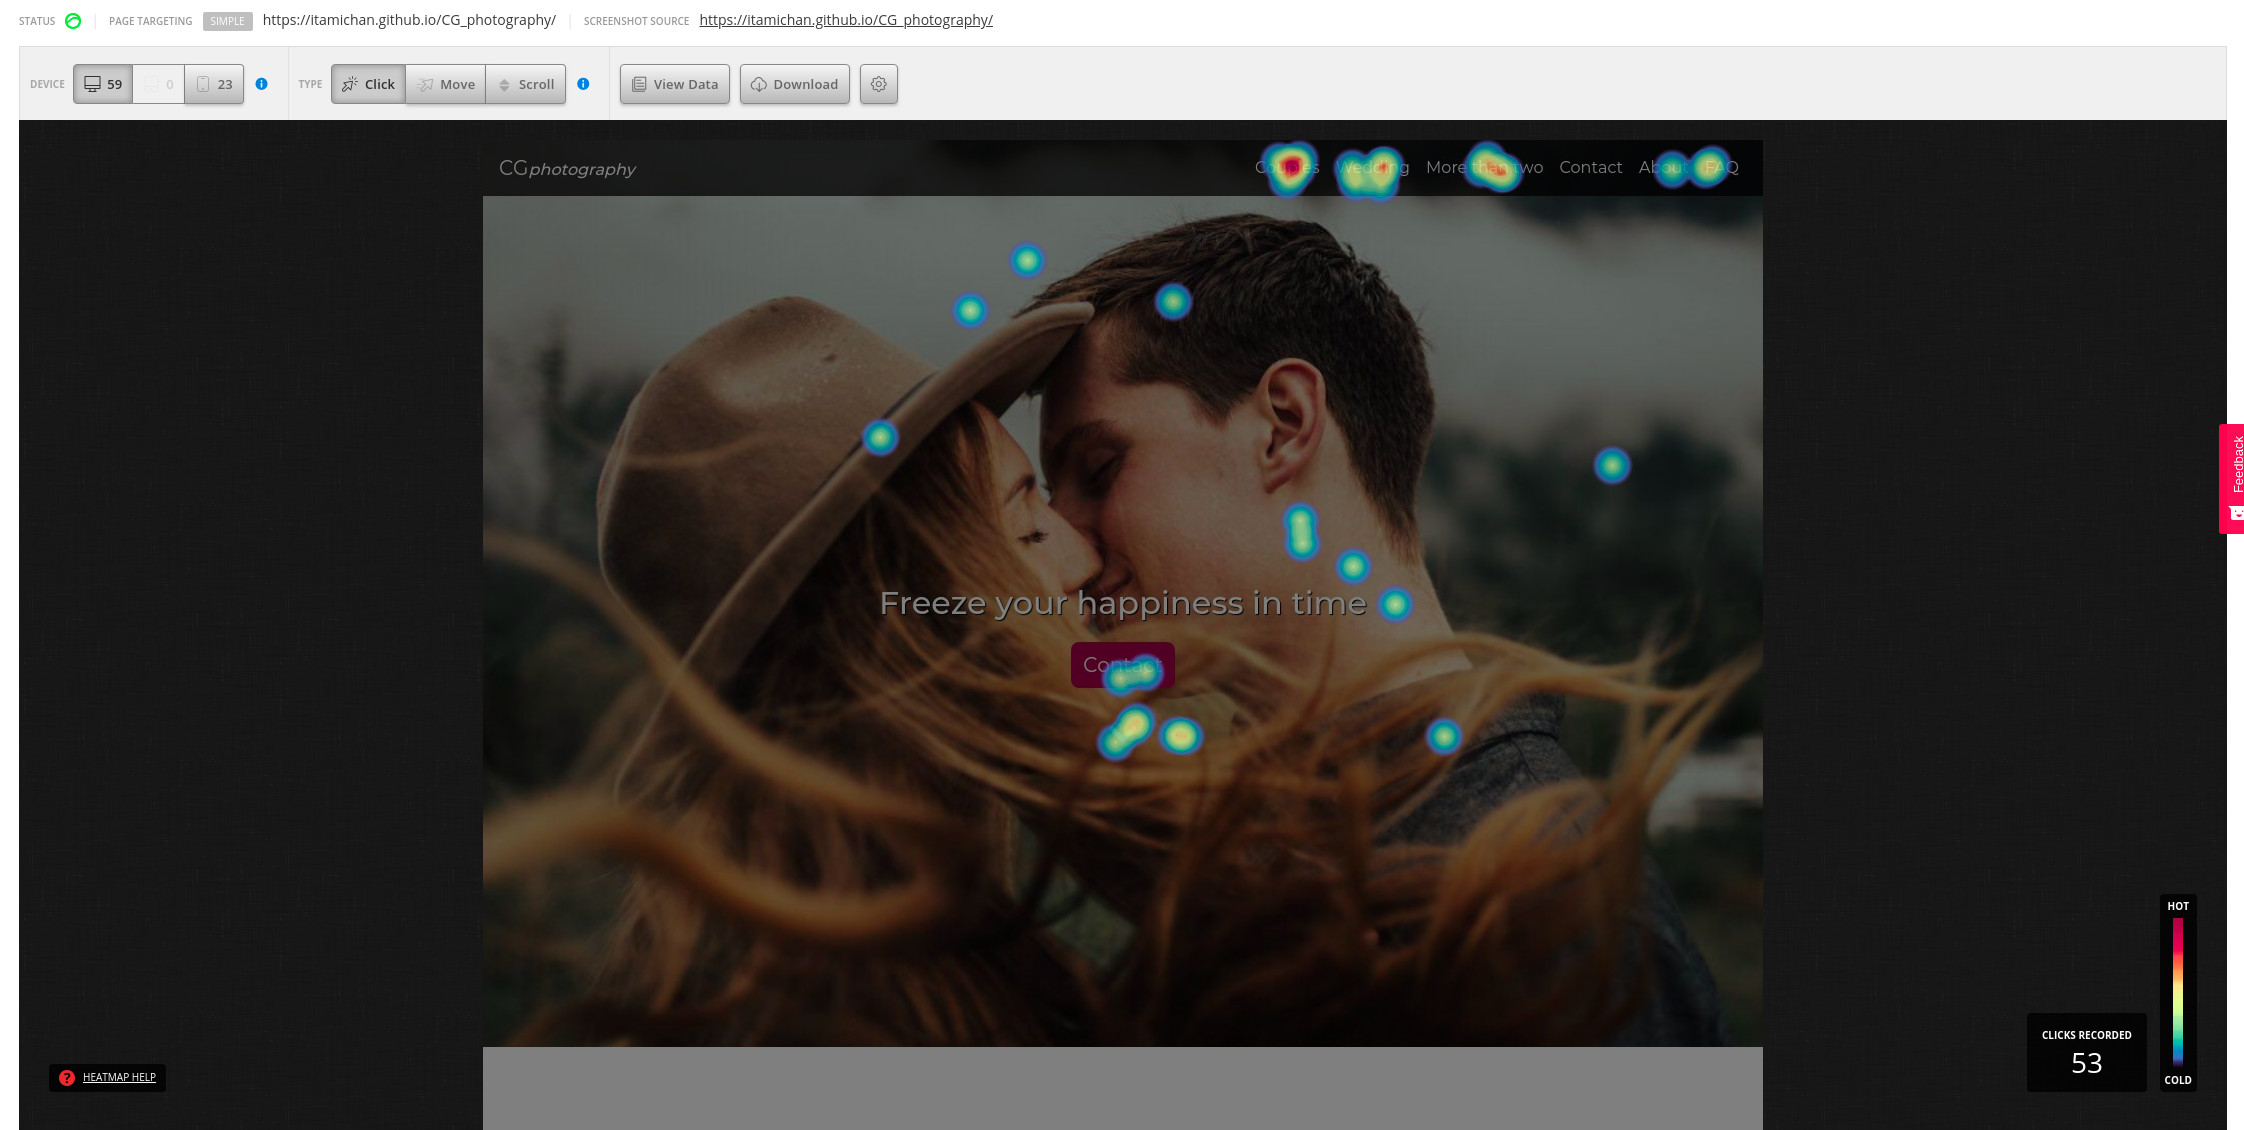 STATUS PAGE TARGETING SIMPLE https://itamichan.github.io/CG_photography/ SCREENSHOT SOURCE https://itamichan.github.io/CG_photography/
DEVICE 59 0 23 TYPE Click Move Scroll View Data Download
CGphotography Couples Wedding More than two Contact About FAQ
Feedback
Freeze your happiness in time
Contact
HOT
CLICKS RECORDED
53
COLD
HEATMAP HELP